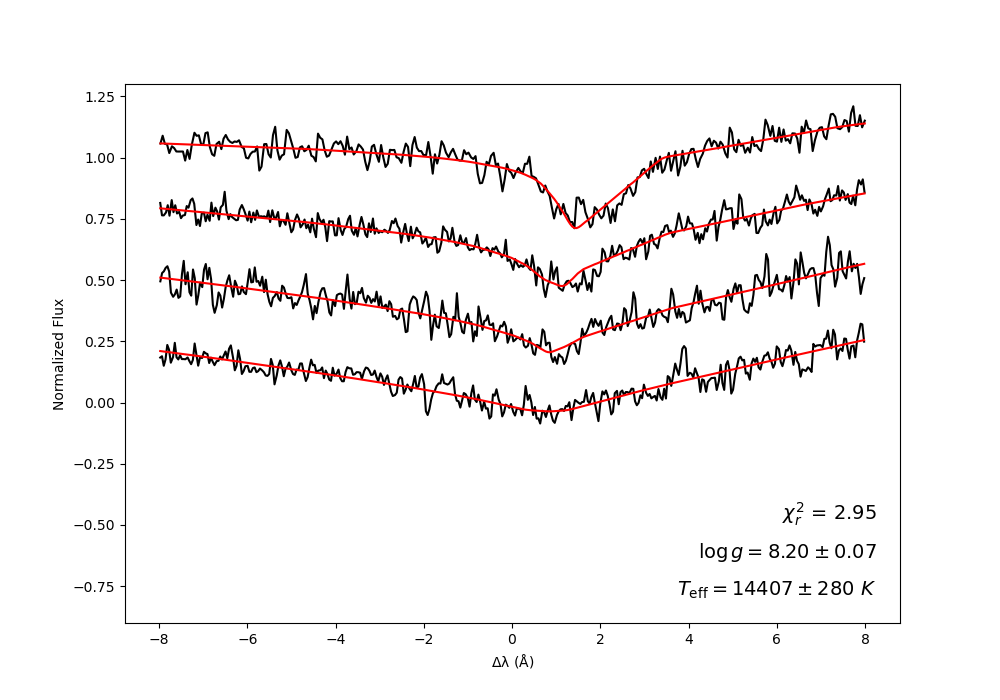 1.25
1.00
0.75
0.50
0.25
0.00
−0.25
−0.50
−0.75
Normalized Flux
χ²ᵣ = 2.95
log g = 8.20 ± 0.07
T_eff = 14407 ± 280 K
−8 −6 −4 −2 0 2 4 6 8
Δλ (Å)